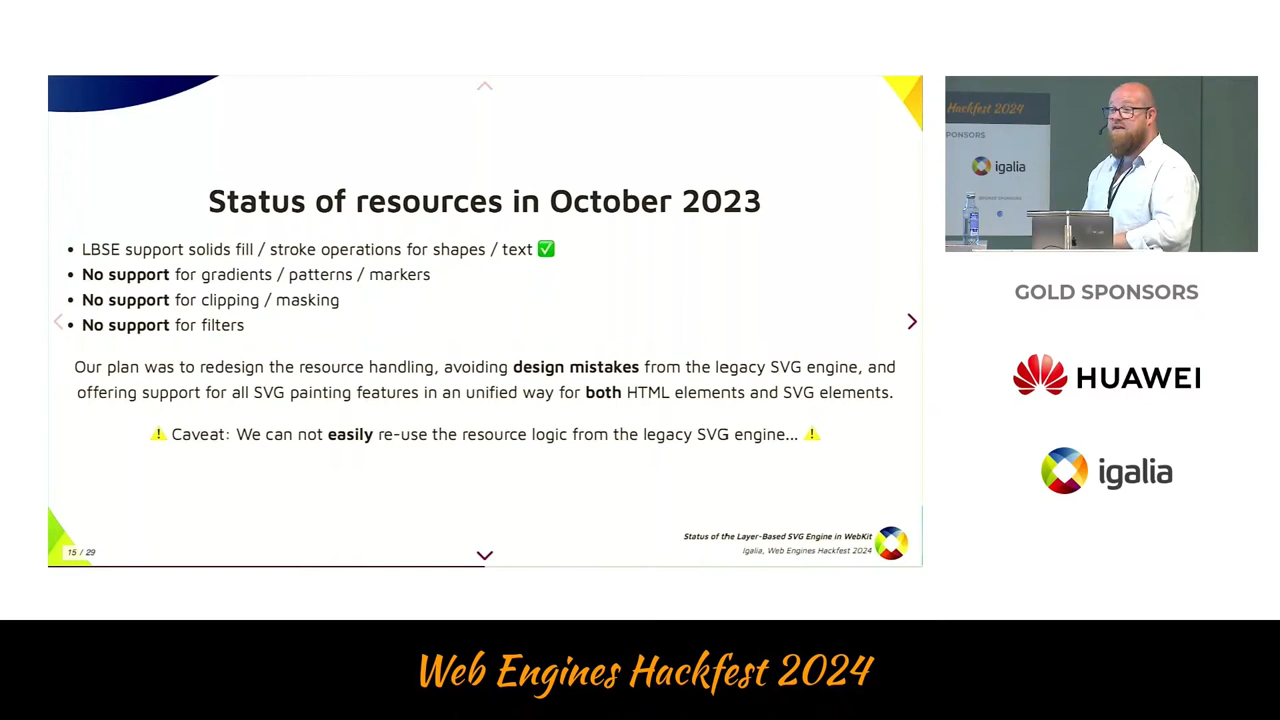 Status of resources in October 2023
• LBSE support solids fill / stroke operations for shapes / text ✅
• No support for gradients / patterns / markers
• No support for clipping / masking
• No support for filters
Our plan was to redesign the resource handling, avoiding design mistakes from the legacy SVG engine, and
offering support for all SVG painting features in an unified way for both HTML elements and SVG elements.
⚠ Caveat: We can not easily re-use the resource logic from the legacy SVG engine... ⚠
15 / 29
Status of the Layer-Based SVG Engine in WebKit
Igalia, Web Engines Hackfest 2024
Hackfest 2024
PONSORS
igalia
GOLD SPONSORS
HUAWEI
igalia
Web Engines Hackfest 2024